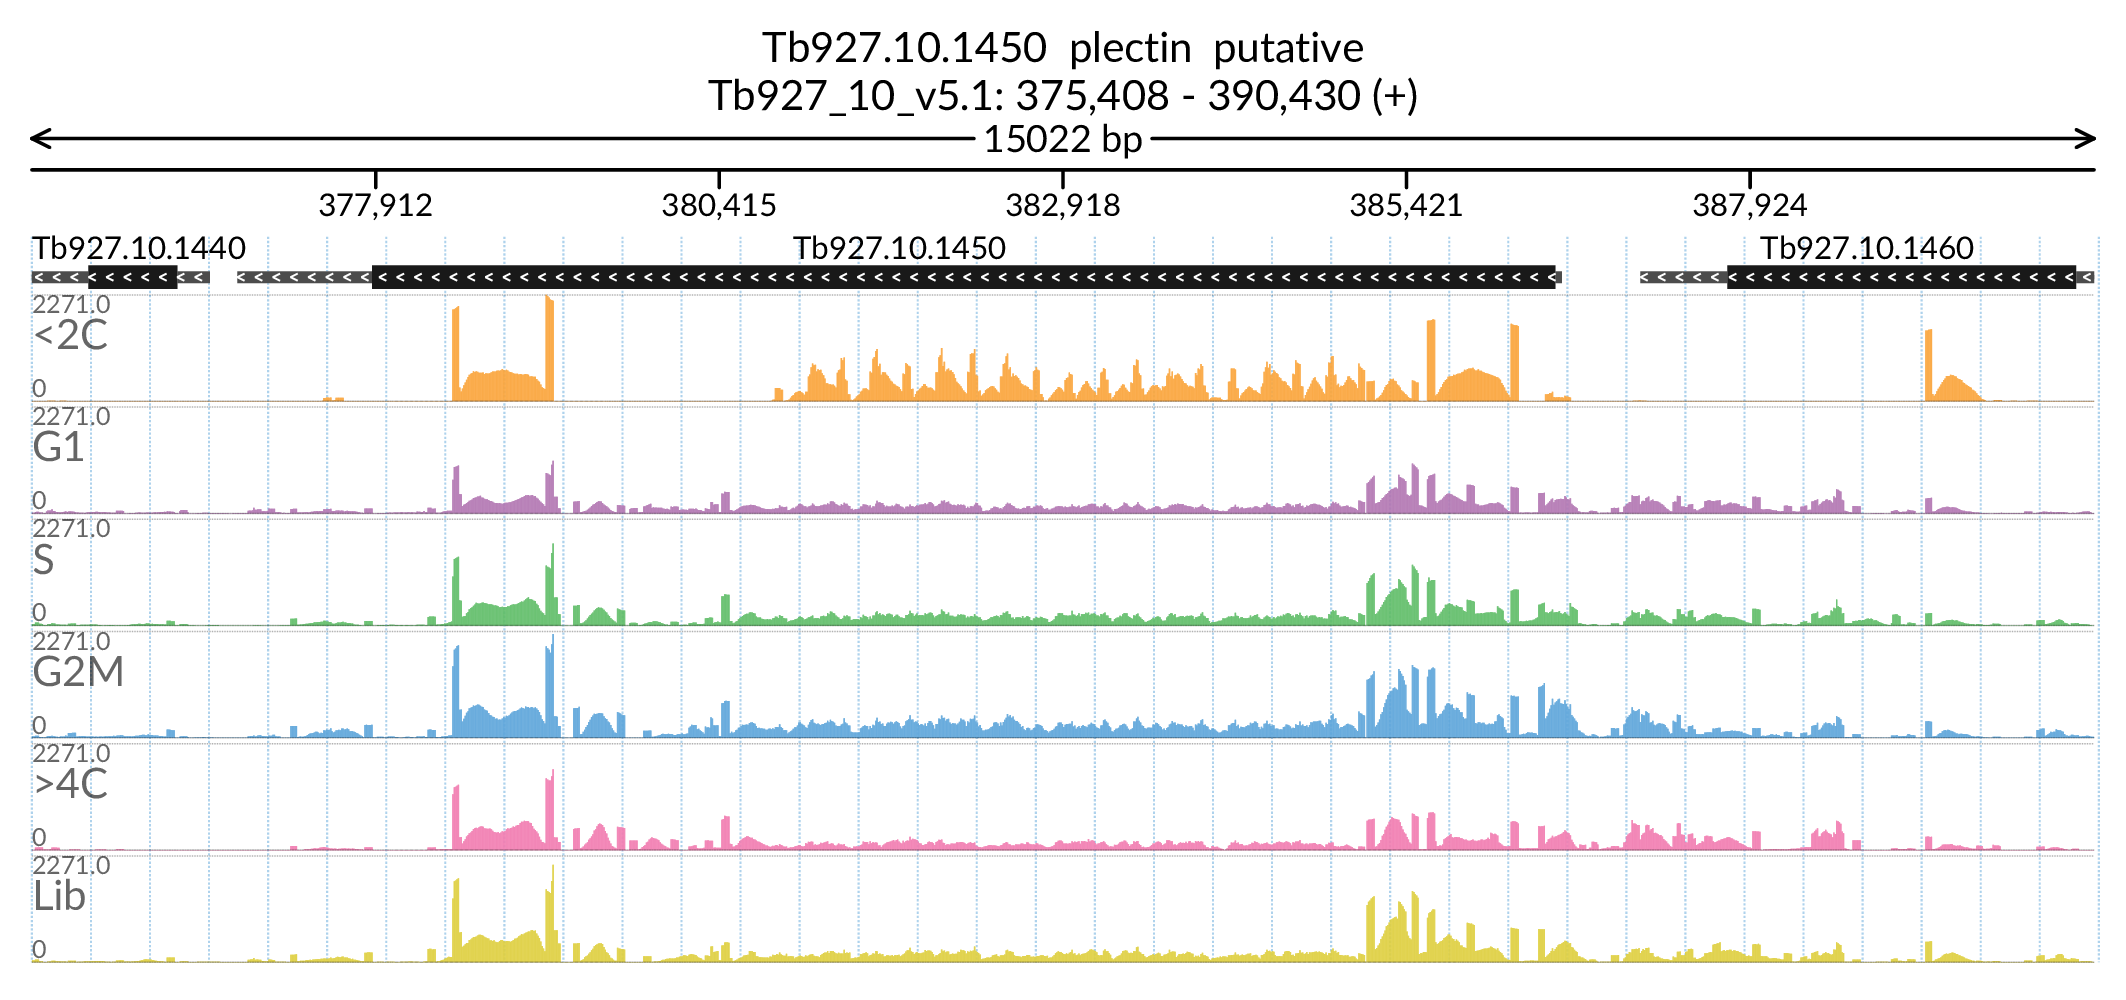 Tb927.10.1450 plectin putative
Tb927_10_v5.1: 375,408 - 390,430 (+)
15022 bp
377,912 380,415 382,918 385,421 387,924
Tb927.10.1440 Tb927.10.1450 Tb927.10.1460
2271.0
<2C
0
2271.0
G1
0
2271.0
S
0
2271.0
G2M
0
2271.0
>4C
0
2271.0
Lib
0